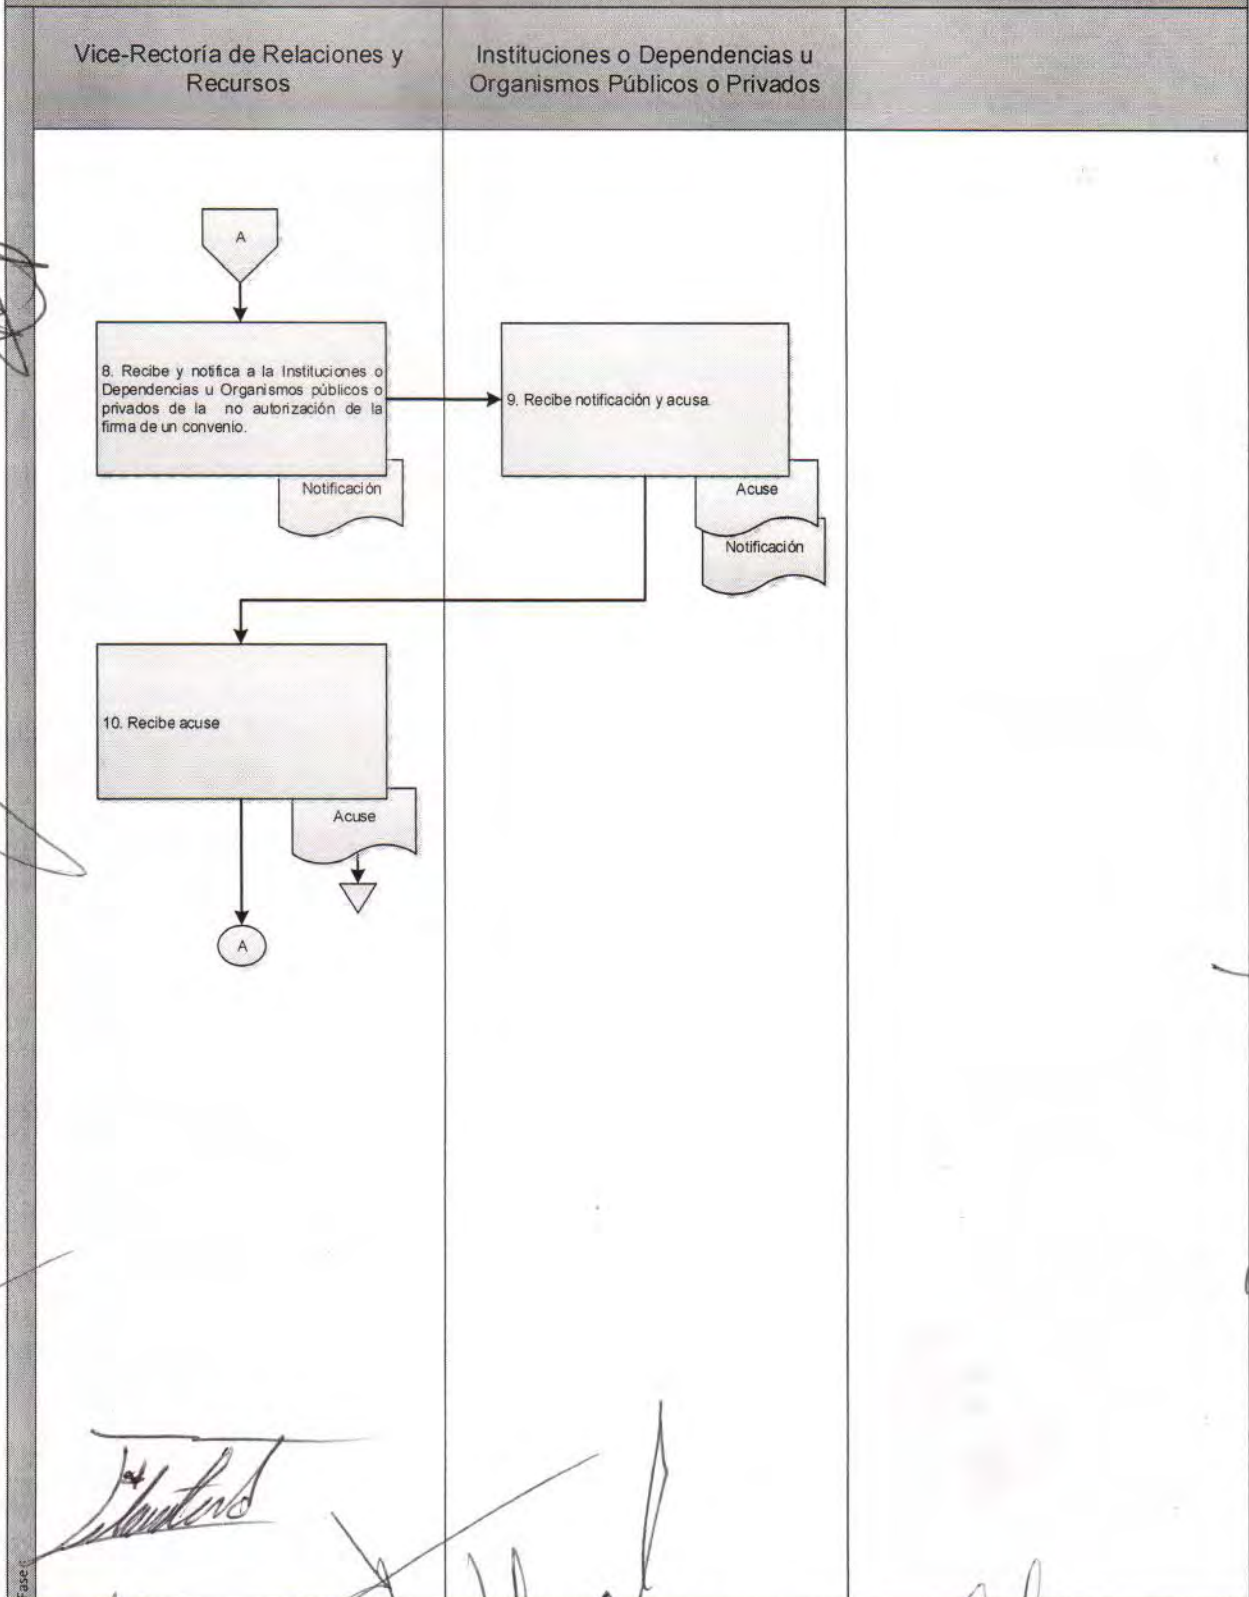 Vice-Rectoría de Relaciones y
Recursos
Instituciones o Dependencias u
Organismos Públicos o Privados
A
8. Recibe y notifica a la Instituciones o
Dependencias u Organismos públicos o
privados de la no autorización de la
firma de un convenio.
Notificación
9. Recibe notificación y acusa.
Acuse
Notificación
10. Recibe acuse
Acuse
A
Fase